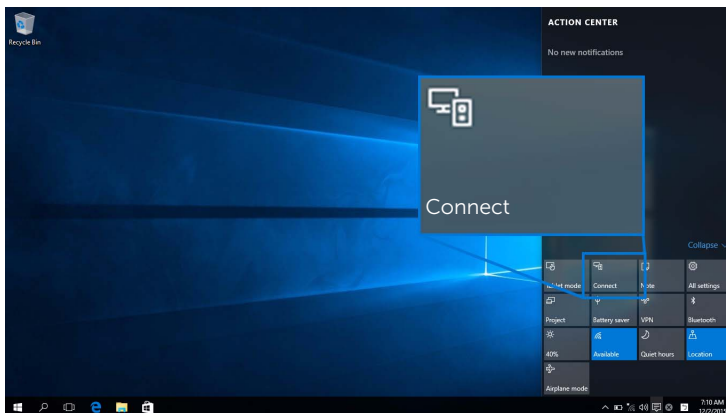 Recycle Bin
ACTION CENTER
No new notifications
Connect
Collapse
Tablet mode
Connect
Note
All settings
Project
Battery saver
VPN
Bluetooth
40%
Available
Quiet hours
Location
Airplane mode
7:10 AM